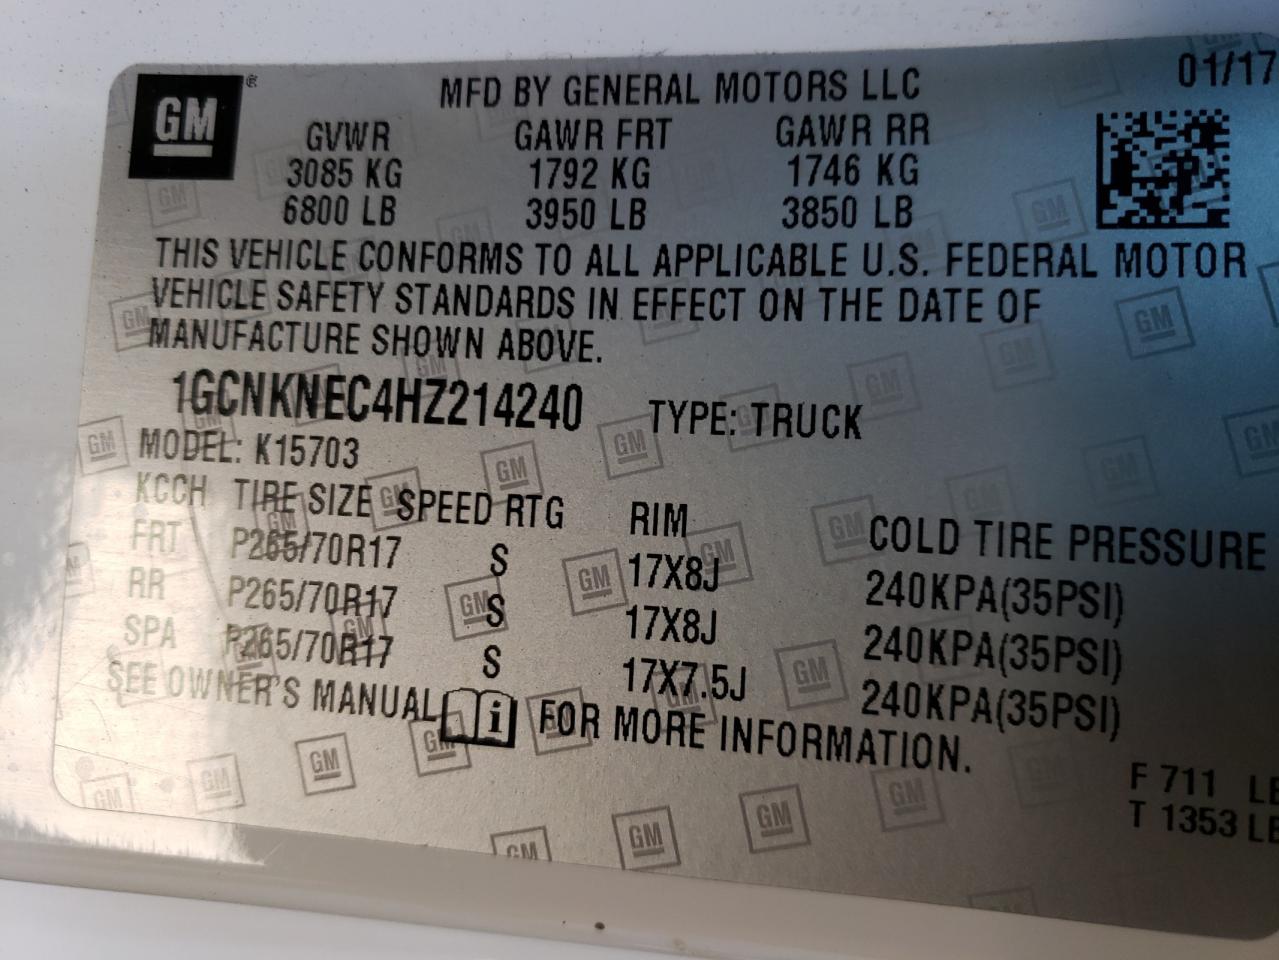 GM ® MFD BY GENERAL MOTORS LLC 01/17
GVWR GAWR FRT GAWR RR
3085 KG 1792 KG 1746 KG
6800 LB 3950 LB 3850 LB
THIS VEHICLE CONFORMS TO ALL APPLICABLE U.S. FEDERAL MOTOR
VEHICLE SAFETY STANDARDS IN EFFECT ON THE DATE OF
MANUFACTURE SHOWN ABOVE.
1GCNKNEC4HZ214240 TYPE: TRUCK
MODEL: K15703
KCCH TIRE SIZE SPEED RTG RIM COLD TIRE PRESSURE
FRT P265/70R17 S 17X8J 240KPA(35PSI)
RR P265/70R17 S 17X8J 240KPA(35PSI)
SPA P265/70R17 S 17X7.5J 240KPA(35PSI)
SEE OWNER'S MANUAL i FOR MORE INFORMATION.
F 711
T 1353